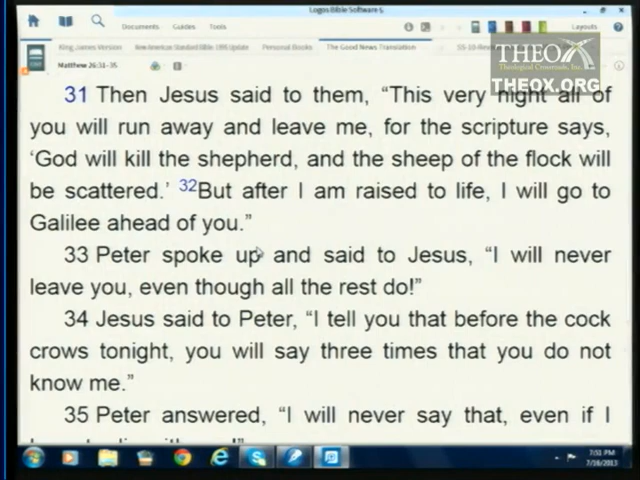 Logos Bible Software 5
Documents Guides Tools
Layouts
King James Version New American Standard Bible: 1995 Update Personal Books The Good News Translation
Matthew 26:31-35
THEOX
THEOX.ORG
31 Then Jesus said to them, “This very night all of
you will run away and leave me, for the scripture says,
‘God will kill the shepherd, and the sheep of the flock will
be scattered.’ 32But after I am raised to life, I will go to
Galilee ahead of you.”
33 Peter spoke up and said to Jesus, “I will never
leave you, even though all the rest do!”
34 Jesus said to Peter, “I tell you that before the cock
crows tonight, you will say three times that you do not
know me.”
35 Peter answered, “I will never say that, even if I
7:51 PM
7/18/2013